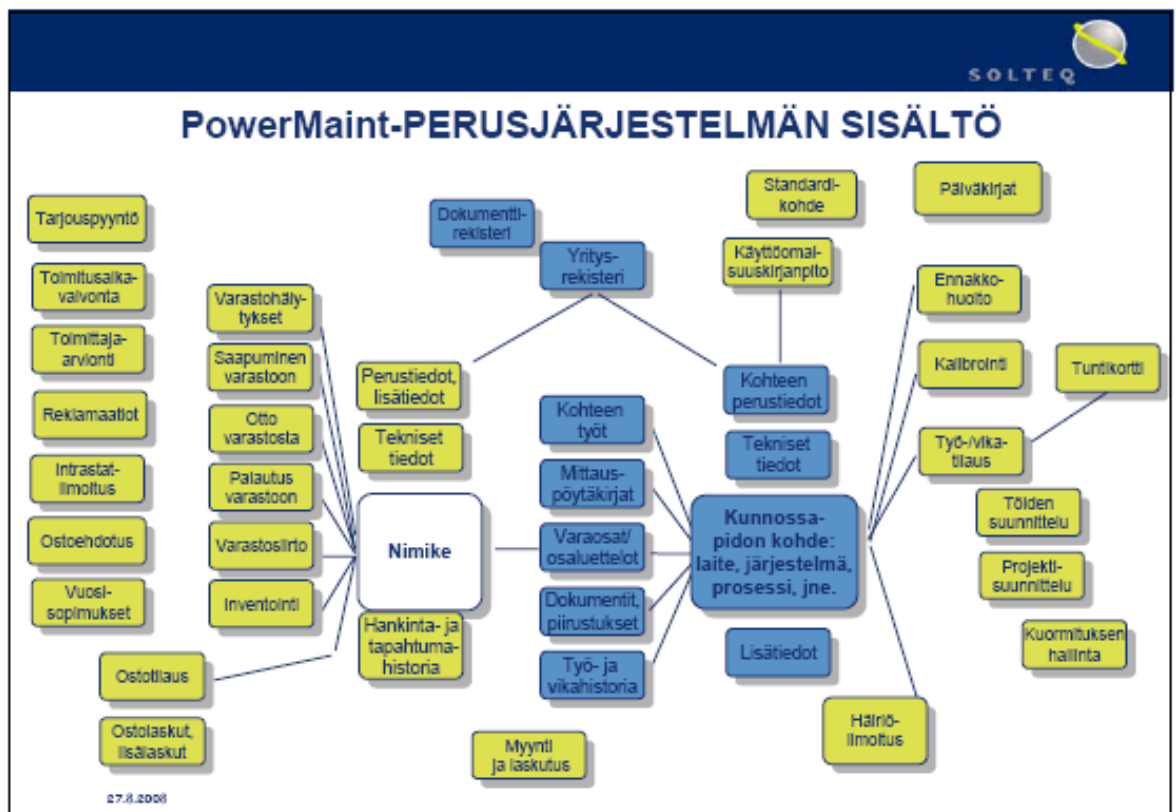 SOLTEQ
PowerMaint-PERUSJÄRJESTELMÄN SISÄLTÖ
Tarjouspyyntö
Toimitusaika-
valvonta
Toimittaja-
arviointi
Reklamaatiot
Intrastat-
ilmoitus
Ostoehdotus
Vuosi-
sopimukset
Ostotilaus
Ostolaskut,
lisälaskut
Varastohäly-
tykset
Saapuminen
varastoon
Otto
varastosta
Palautus
varastoon
Varastosiirto
Inventointi
Dokumentti-
rekisteri
Yritys-
rekisteri
Perustiedot,
lisätiedot
Tekniset
tiedot
Nimike
Hankinta- ja
tapahtuma-
historia
Kohteen
työt
Mittaus-
pöytäkirjat
Varaosat/
osaluettelot
Dokumentit,
piirustukset
Työ- ja
vikahistoria
Myynti
ja laskutus
Standardi-
kohde
Käyttöomai-
suuskirjanpito
Kohteen
perustiedot
Tekniset
tiedot
Kunnossa-
pidon kohde:
laite, järjestelmä,
prosessi, jne.
Lisätiedot
Päiväkirjat
Ennakko-
huolto
Kalibrointi
Työ-/vika-
tilaus
Tuntikortti
Töiden
suunnittelu
Projekti-
suunnittelu
Kuormituksen
hallinta
Häiriö-
ilmoitus
27.8.2008